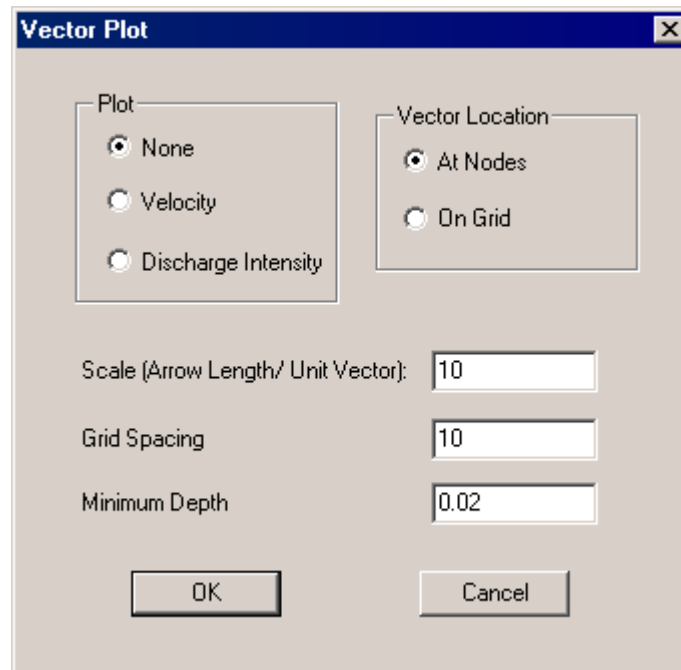 Vector Plot
Plot
None
Velocity
Discharge Intensity
Vector Location
At Nodes
On Grid
Scale (Arrow Length/ Unit Vector): 10
Grid Spacing 10
Minimum Depth 0.02
OK Cancel